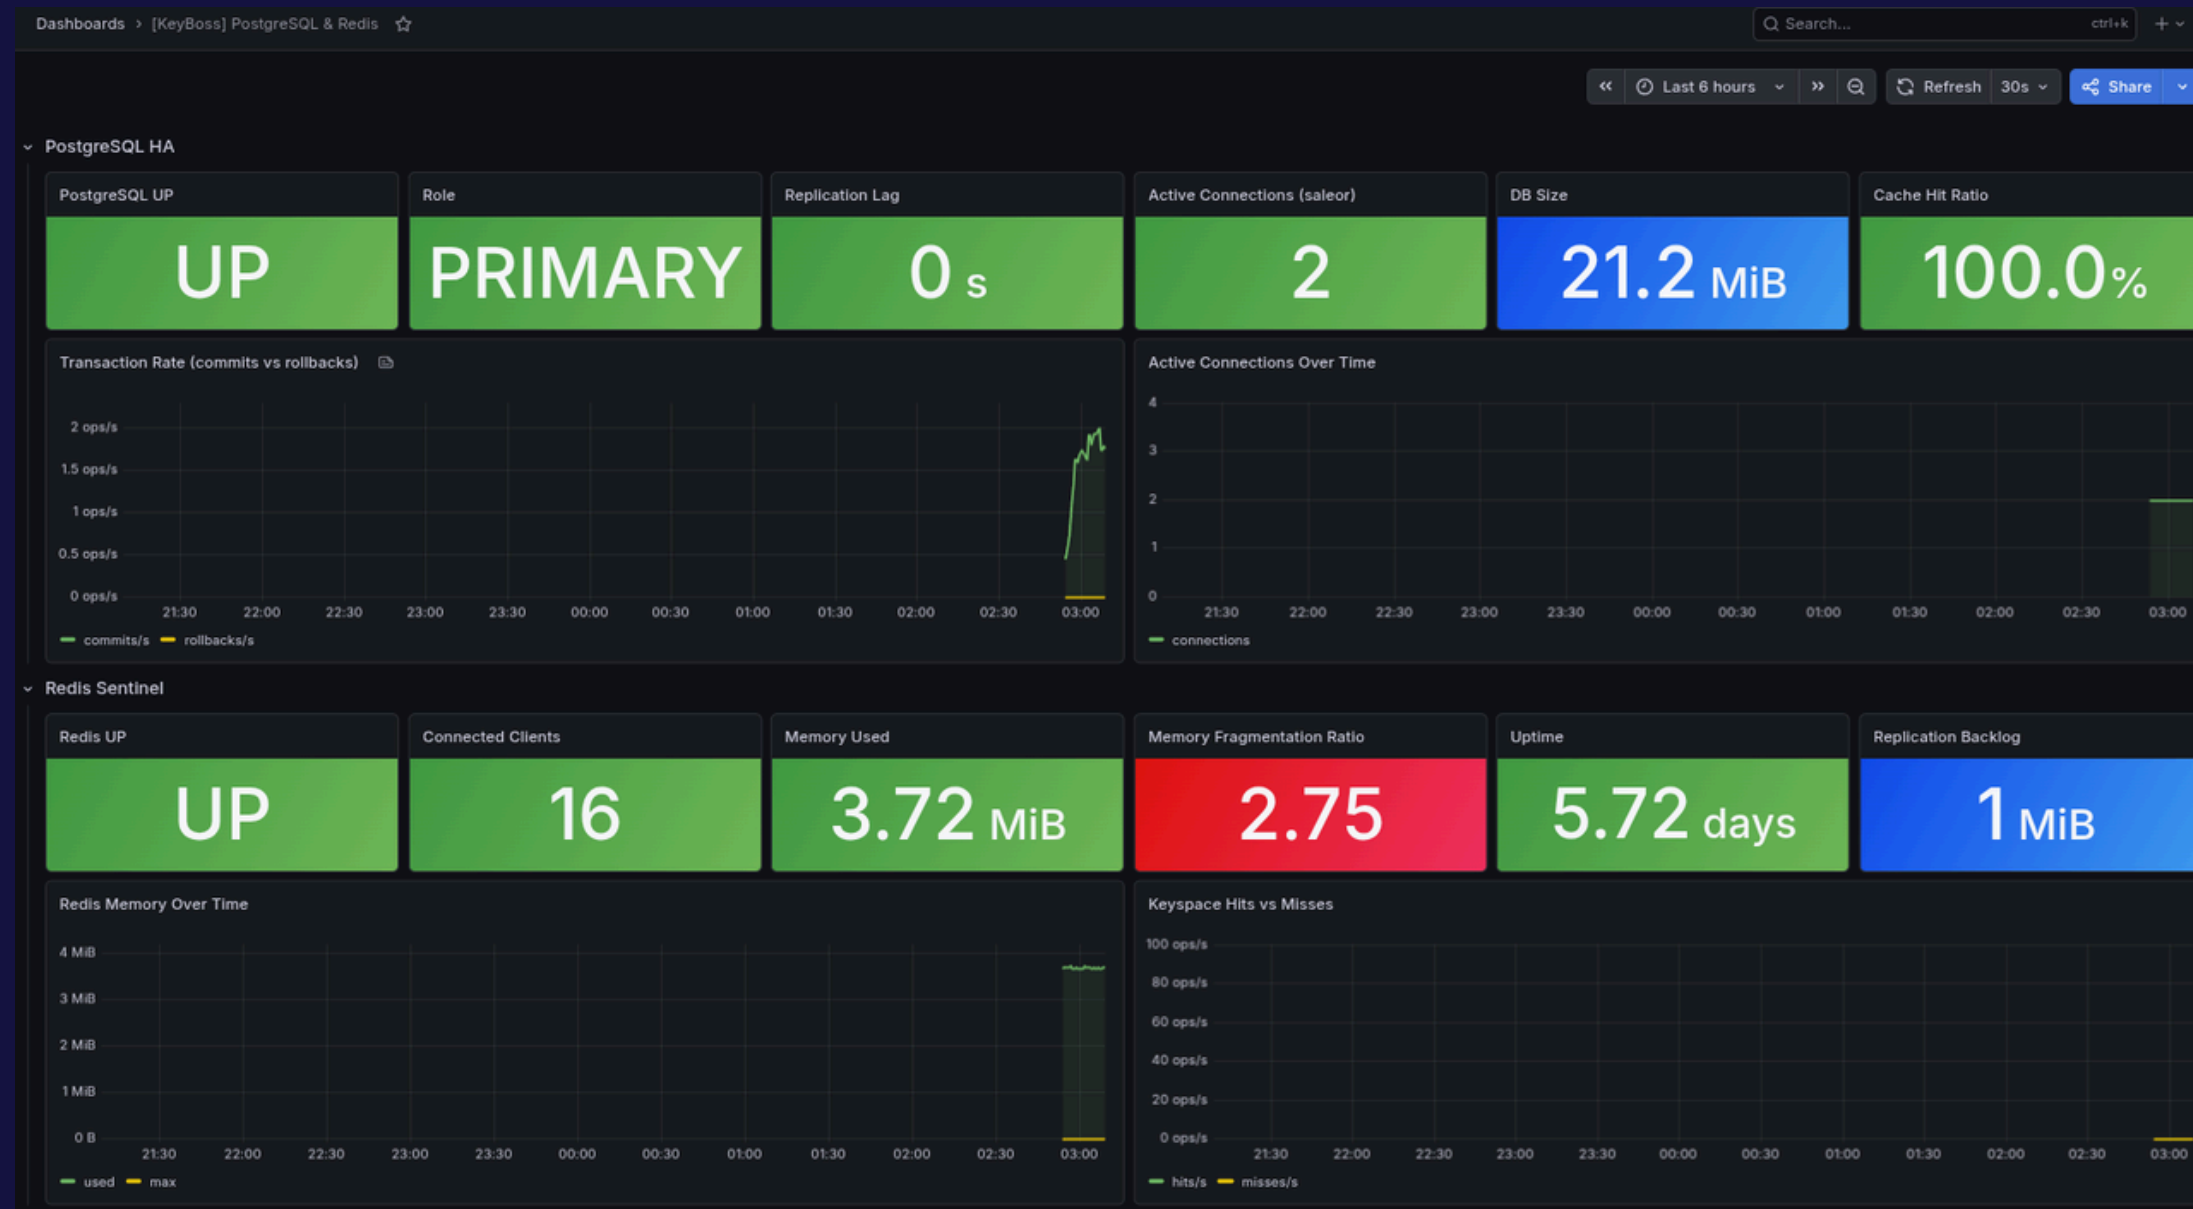 Dashboards › [KeyBoss] PostgreSQL & Redis
Search... ctrl+k
Last 6 hours Refresh 30s Share
PostgreSQL HA
PostgreSQL UP Role Replication Lag Active Connections (saleor) DB Size Cache Hit Ratio
UP PRIMARY 0 s 2 21.2 MiB 100.0%
Transaction Rate (commits vs rollbacks)
2 ops/s
1.5 ops/s
1 ops/s
0.5 ops/s
0 ops/s
21:30 22:00 22:30 23:00 23:30 00:00 00:30 01:00 01:30 02:00 02:30 03:00
commits/s rollbacks/s
Active Connections Over Time
4
3
2
1
0
21:30 22:00 22:30 23:00 23:30 00:00 00:30 01:00 01:30 02:00 02:30 03:00
connections
Redis Sentinel
Redis UP Connected Clients Memory Used Memory Fragmentation Ratio Uptime Replication Backlog
UP 16 3.72 MiB 2.75 5.72 days 1 MiB
Redis Memory Over Time
4 MiB
3 MiB
2 MiB
1 MiB
0 B
21:30 22:00 22:30 23:00 23:30 00:00 00:30 01:00 01:30 02:00 02:30 03:00
used max
Keyspace Hits vs Misses
100 ops/s
80 ops/s
60 ops/s
40 ops/s
20 ops/s
0 ops/s
21:30 22:00 22:30 23:00 23:30 00:00 00:30 01:00 01:30 02:00 02:30 03:00
hits/s misses/s